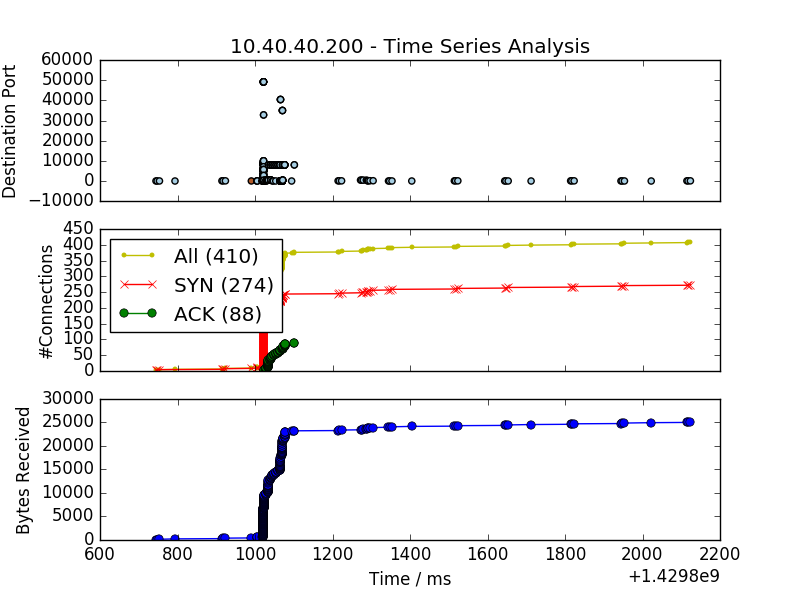 10.40.40.200 - Time Series Analysis
60000
50000
40000
30000
20000
10000
0
−10000
Destination Port
450
400
350
300
250
200
150
100
50
0
#Connections
All (410)
SYN (274)
ACK (88)
30000
25000
20000
15000
10000
5000
0
Bytes Received
600 800 1000 1200 1400 1600 1800 2000 2200
Time / ms
+1.4298e9